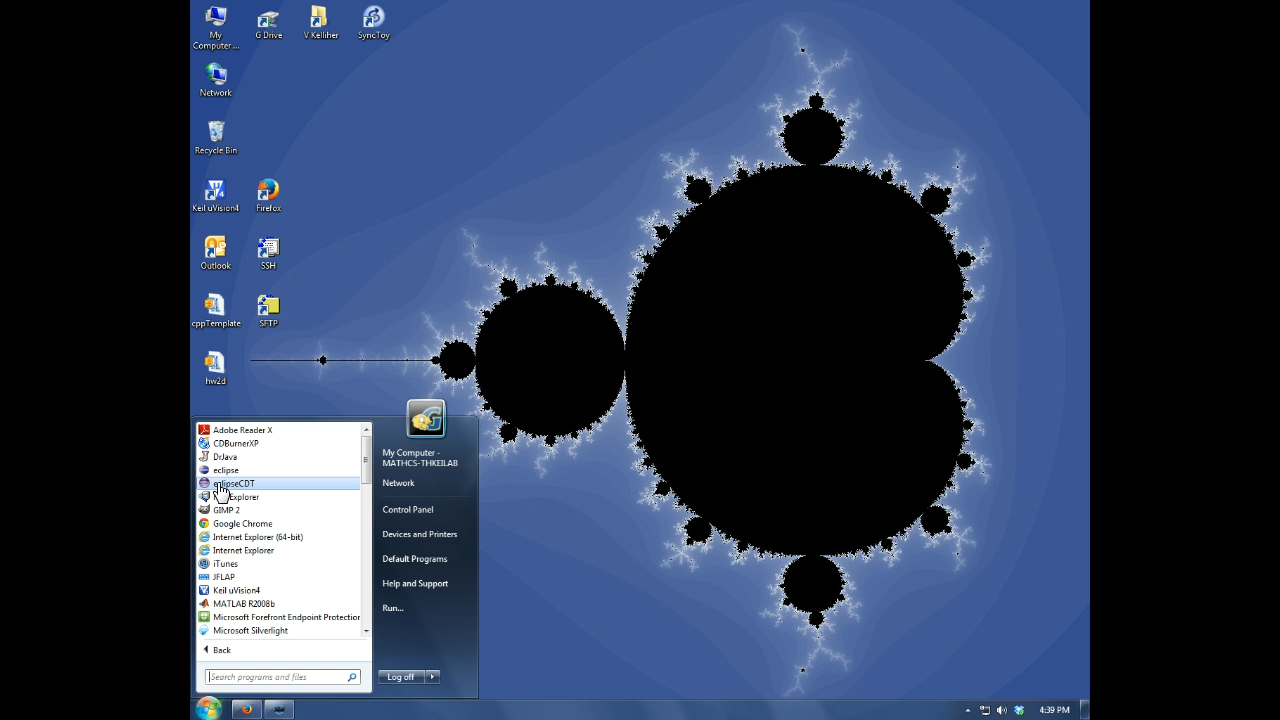 My
Computer ...
G Drive
V Kelliher
SyncToy
Network
Recycle Bin
Keil uVision4
Firefox
Outlook
SSH
cppTemplate
SFTP
hw2d
Adobe Reader X
CDBurnerXP
DrJava
eclipse
eclipseCDT
Explorer
GIMP 2
Google Chrome
Internet Explorer (64-bit)
Internet Explorer
iTunes
JFLAP
Keil uVision4
MATLAB R2008b
Microsoft Forefront Endpoint Protection
Microsoft Silverlight
Back
Search programs and files
My Computer -
MATHCS-THKEILAB
Network
Control Panel
Devices and Printers
Default Programs
Help and Support
Run...
Log off
4:39 PM